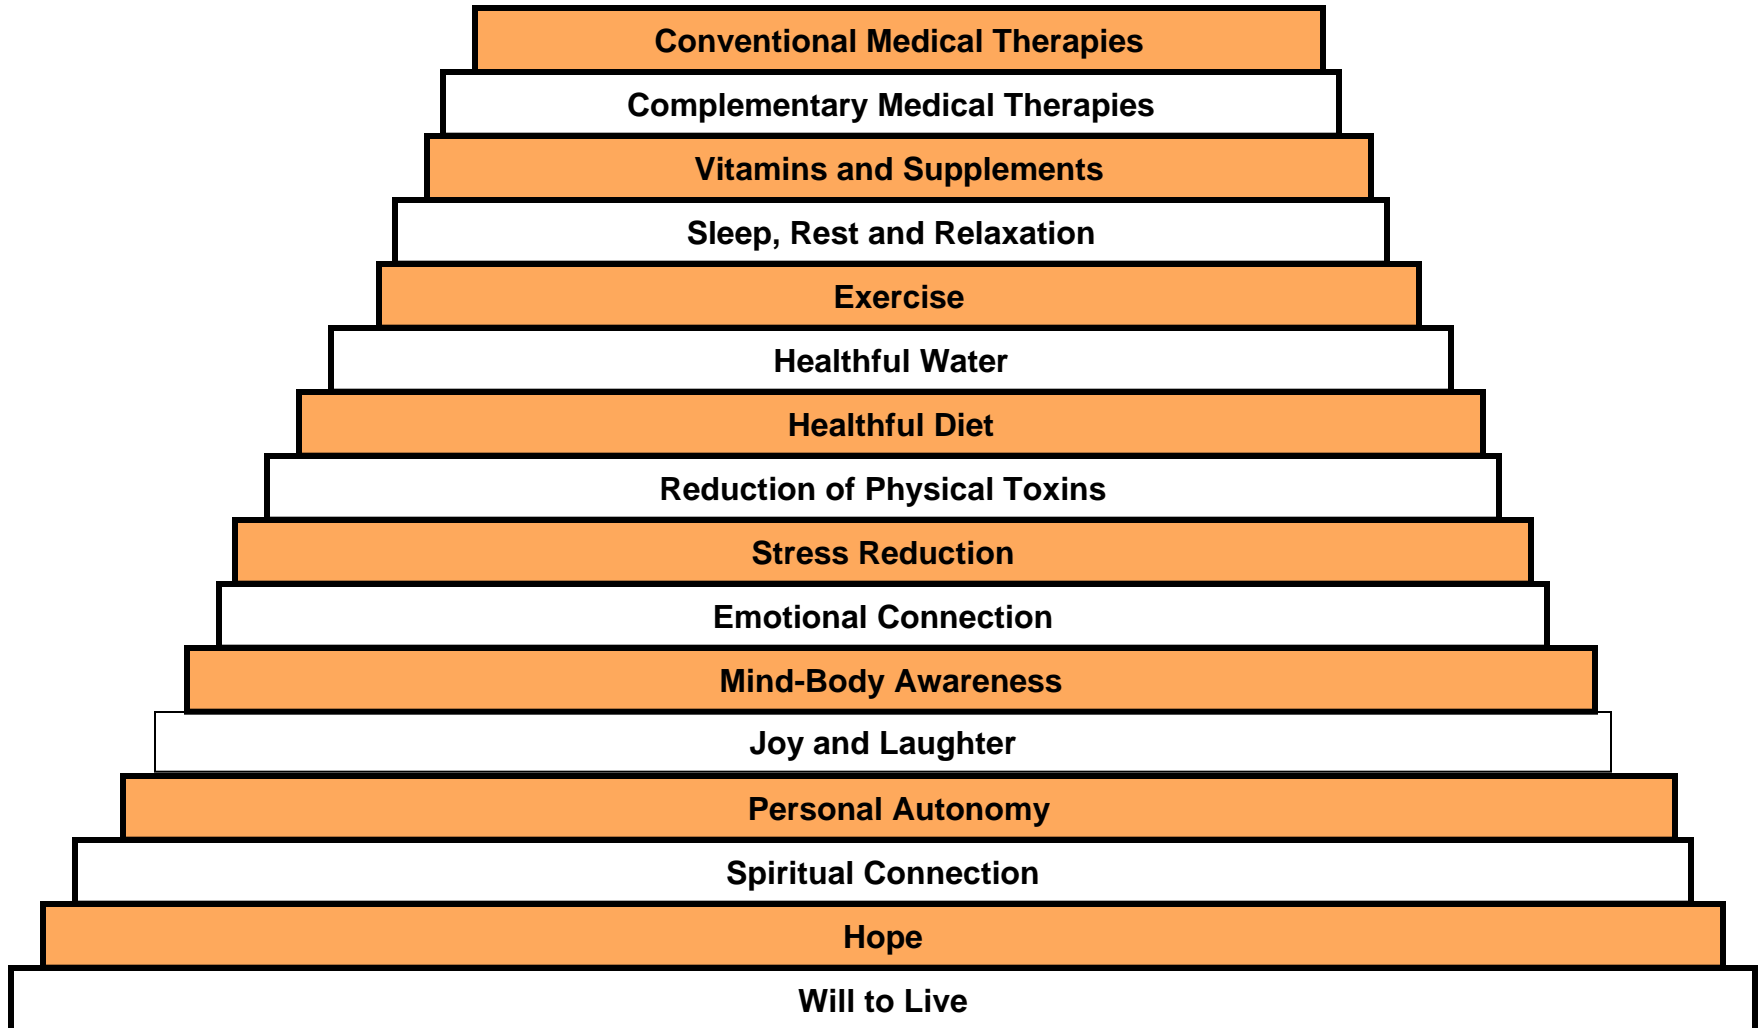 Conventional Medical Therapies
Complementary Medical Therapies
Vitamins and Supplements
Sleep, Rest and Relaxation
Exercise
Healthful Water
Healthful Diet
Reduction of Physical Toxins
Stress Reduction
Emotional Connection
Mind-Body Awareness
Joy and Laughter
Personal Autonomy
Spiritual Connection
Hope
Will to Live